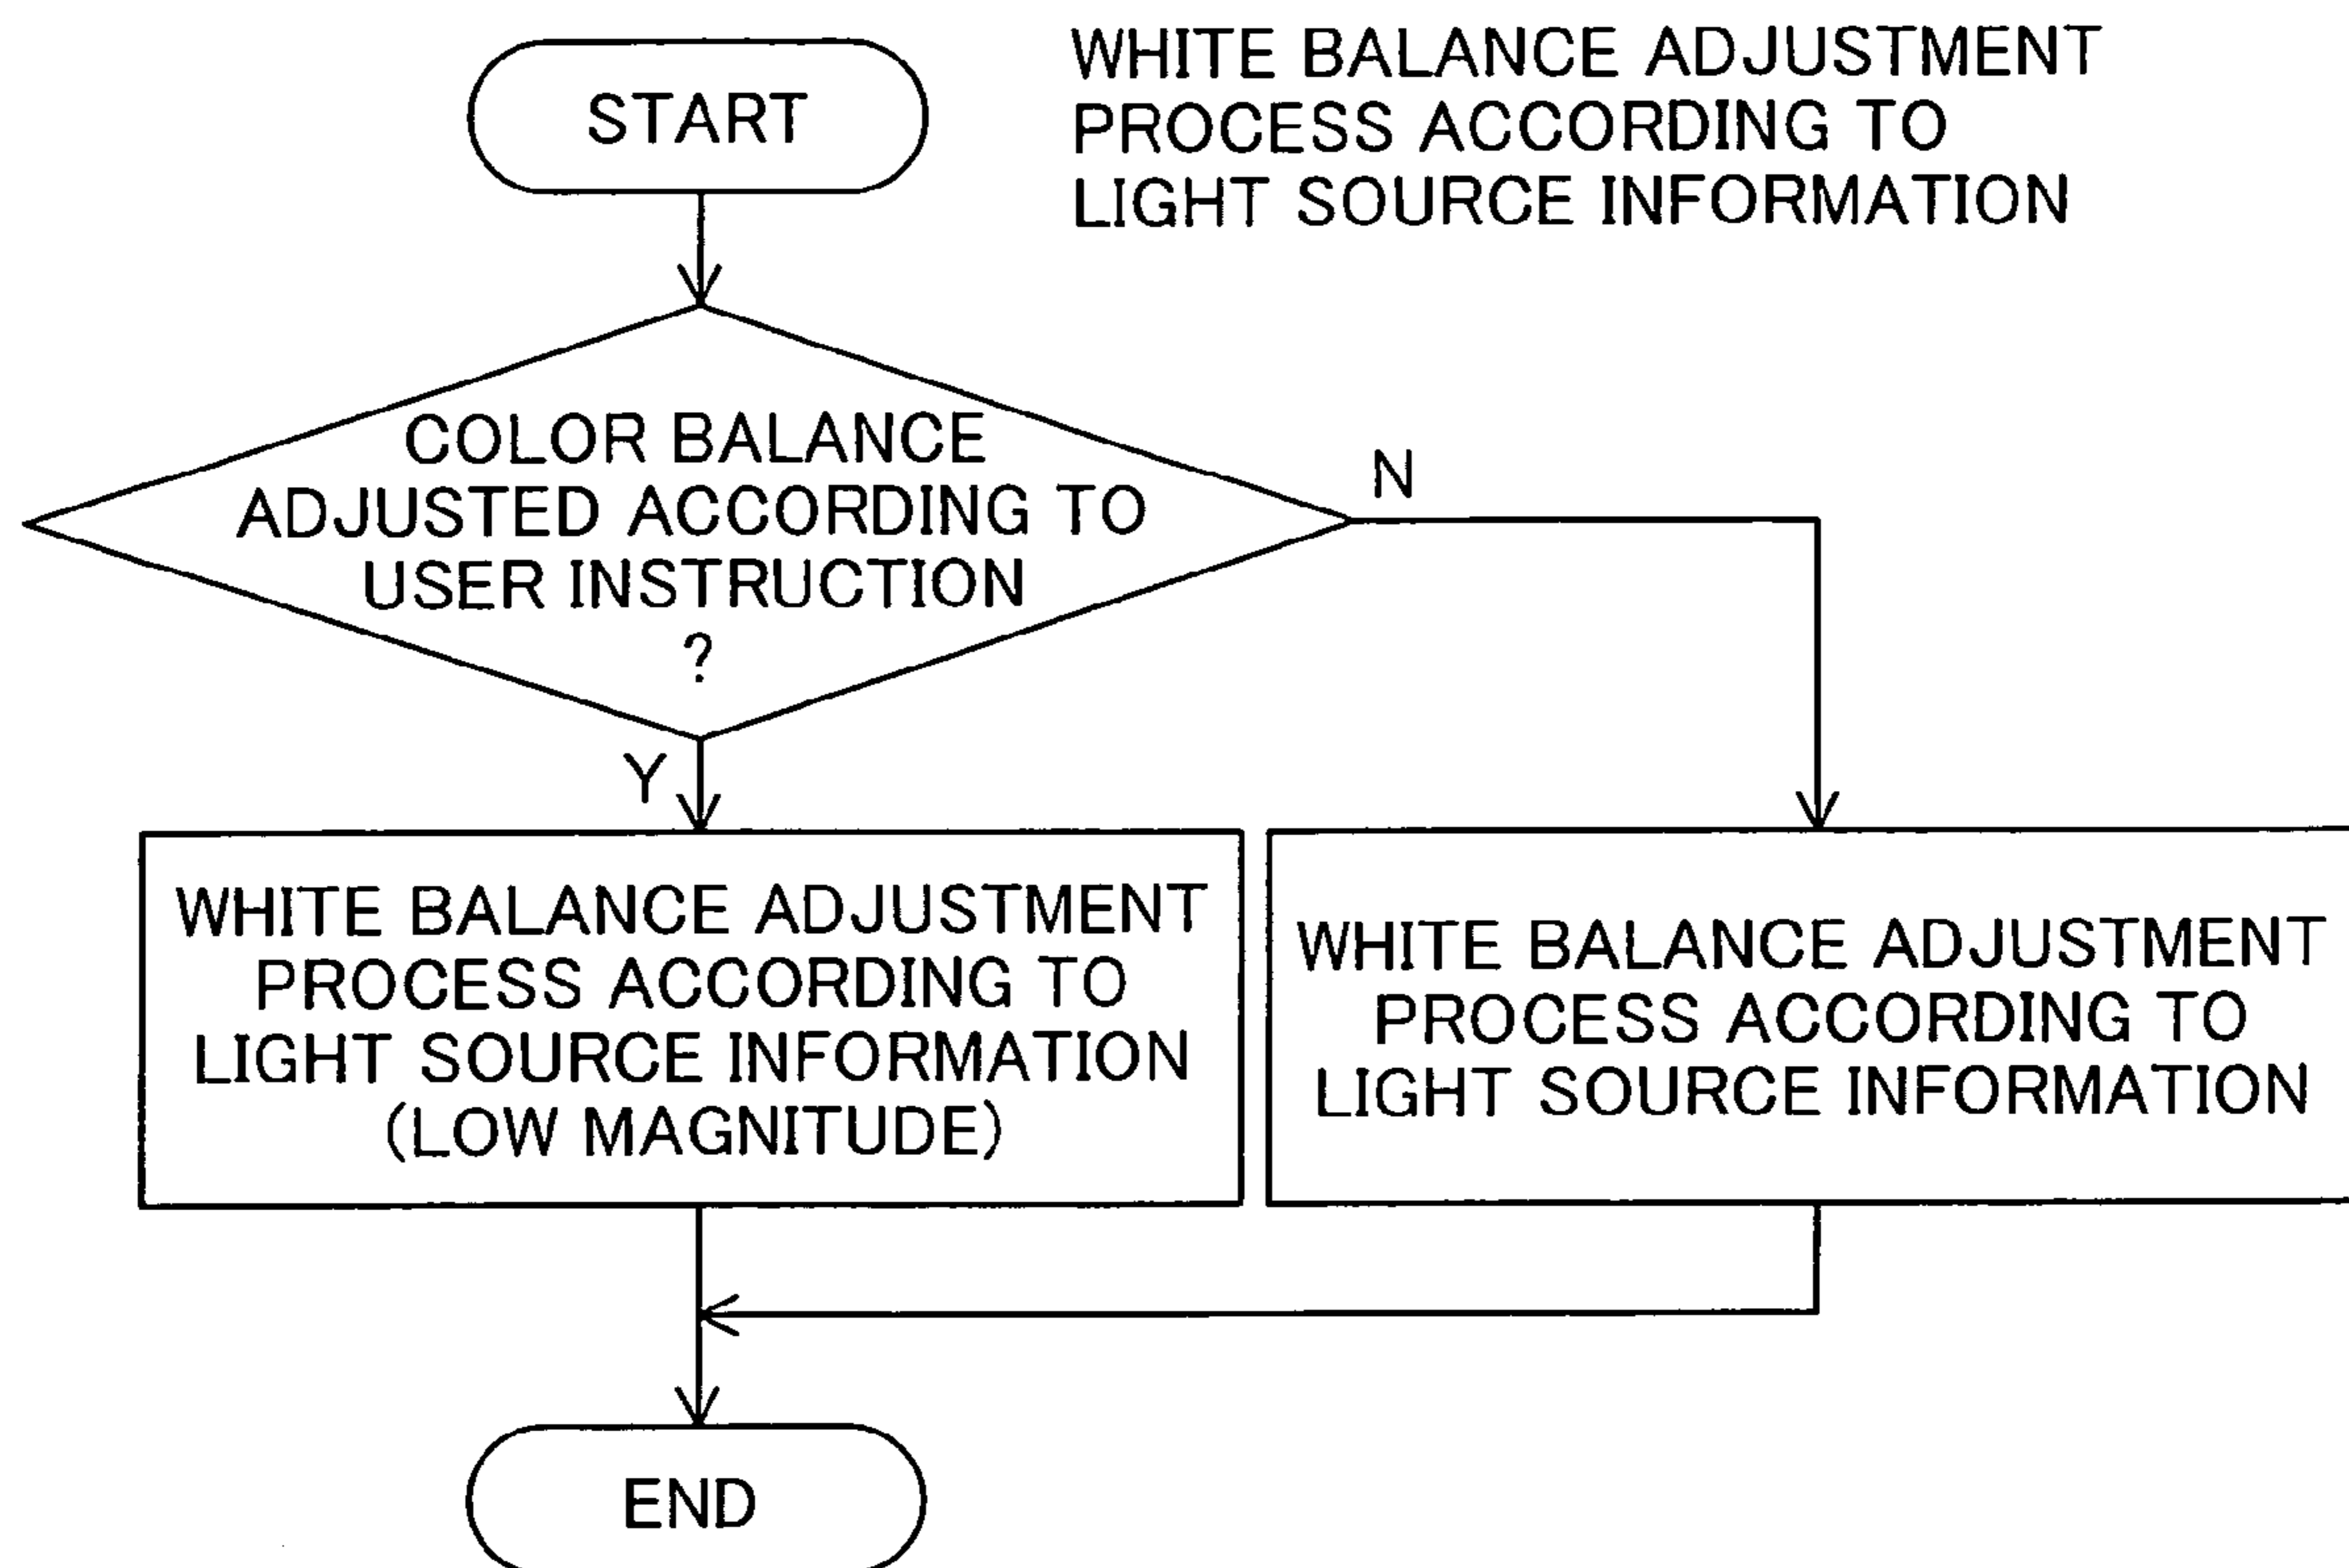 START
WHITE BALANCE ADJUSTMENT
PROCESS ACCORDING TO
LIGHT SOURCE INFORMATION
COLOR BALANCE
ADJUSTED ACCORDING TO
USER INSTRUCTION
?
N
Y
WHITE BALANCE ADJUSTMENT
PROCESS ACCORDING TO
LIGHT SOURCE INFORMATION
(LOW MAGNITUDE)
WHITE BALANCE ADJUSTMENT
PROCESS ACCORDING TO
LIGHT SOURCE INFORMATION
END